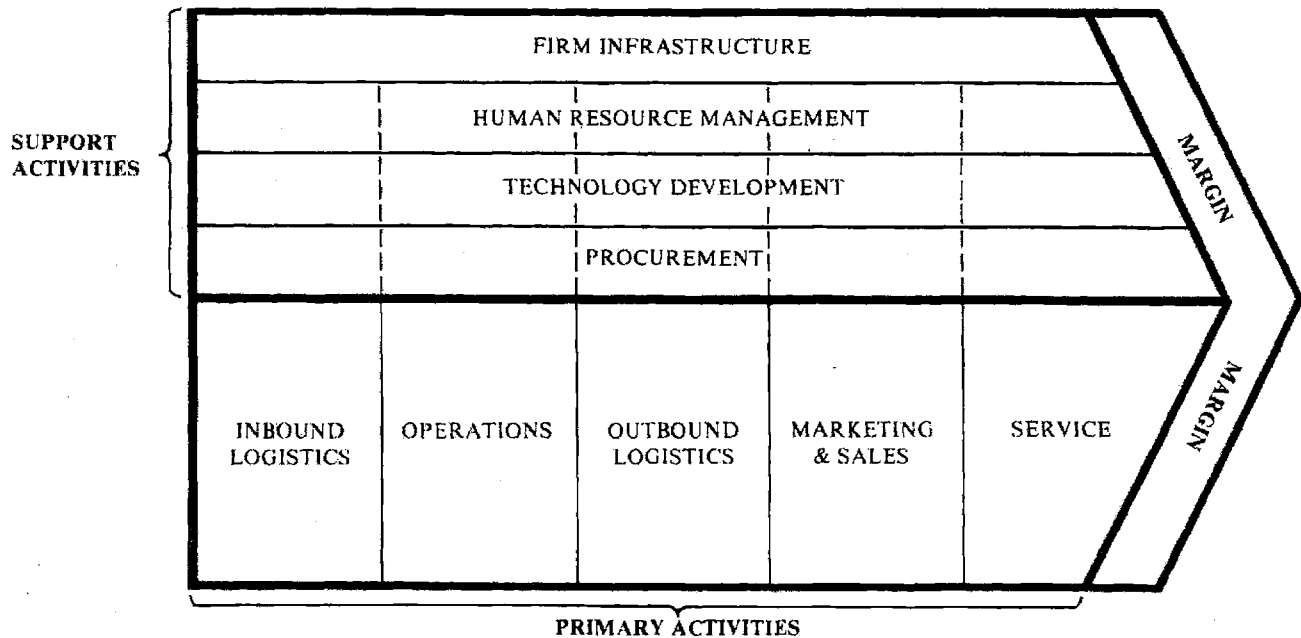 FIRM INFRASTRUCTURE
HUMAN RESOURCE MANAGEMENT
SUPPORT
ACTIVITIES
TECHNOLOGY DEVELOPMENT
PROCUREMENT
MARGIN
MARGIN
INBOUND
LOGISTICS
OPERATIONS
OUTBOUND
LOGISTICS
MARKETING
& SALES
SERVICE
PRIMARY ACTIVITIES